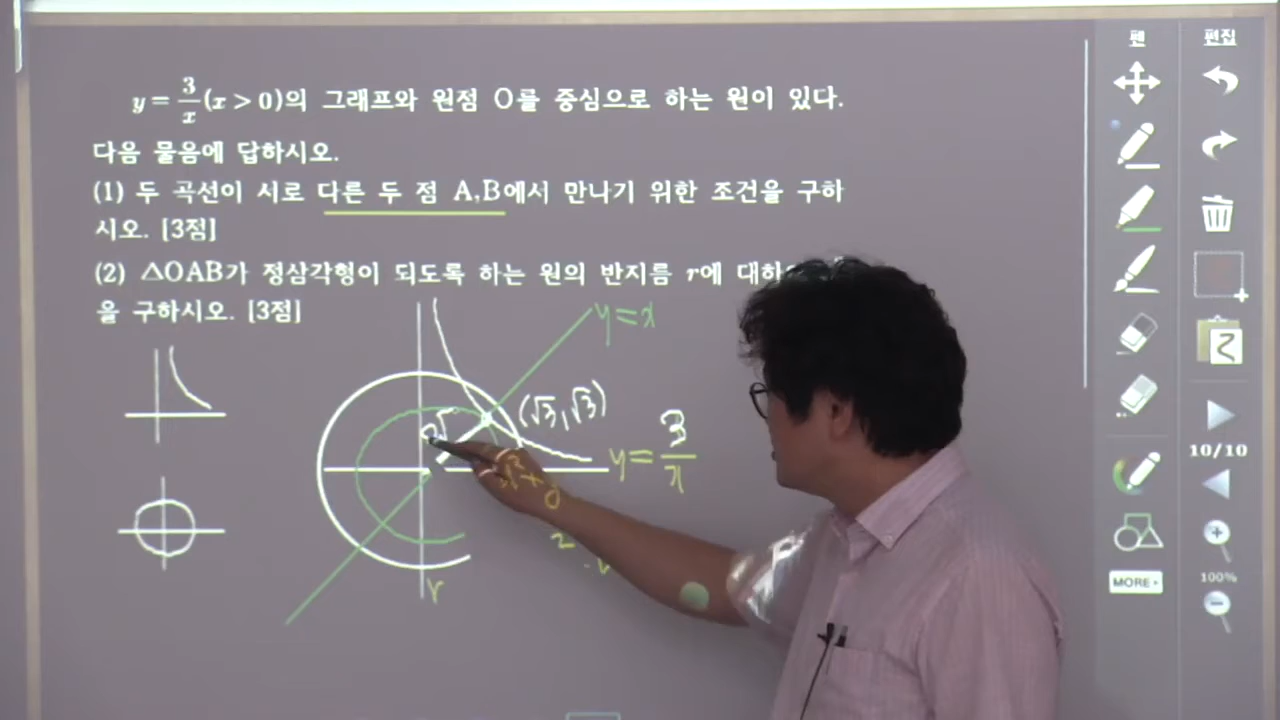 y = 3/x (x > 0)의 그래프와 원점 O를 중심으로 하는 원이 있다.
다음 물음에 답하시오.
(1) 두 곡선이 서로 다른 두 점 A,B에서 만나기 위한 조건을 구하
시오. [3점]
(2) △OAB가 정삼각형이 되도록 하는 원의 반지름 r에 대하
을 구하시오. [3점]
y=x
(√3,√3)
y = 3/x
r
펜
편집
10/10
100%
MORE